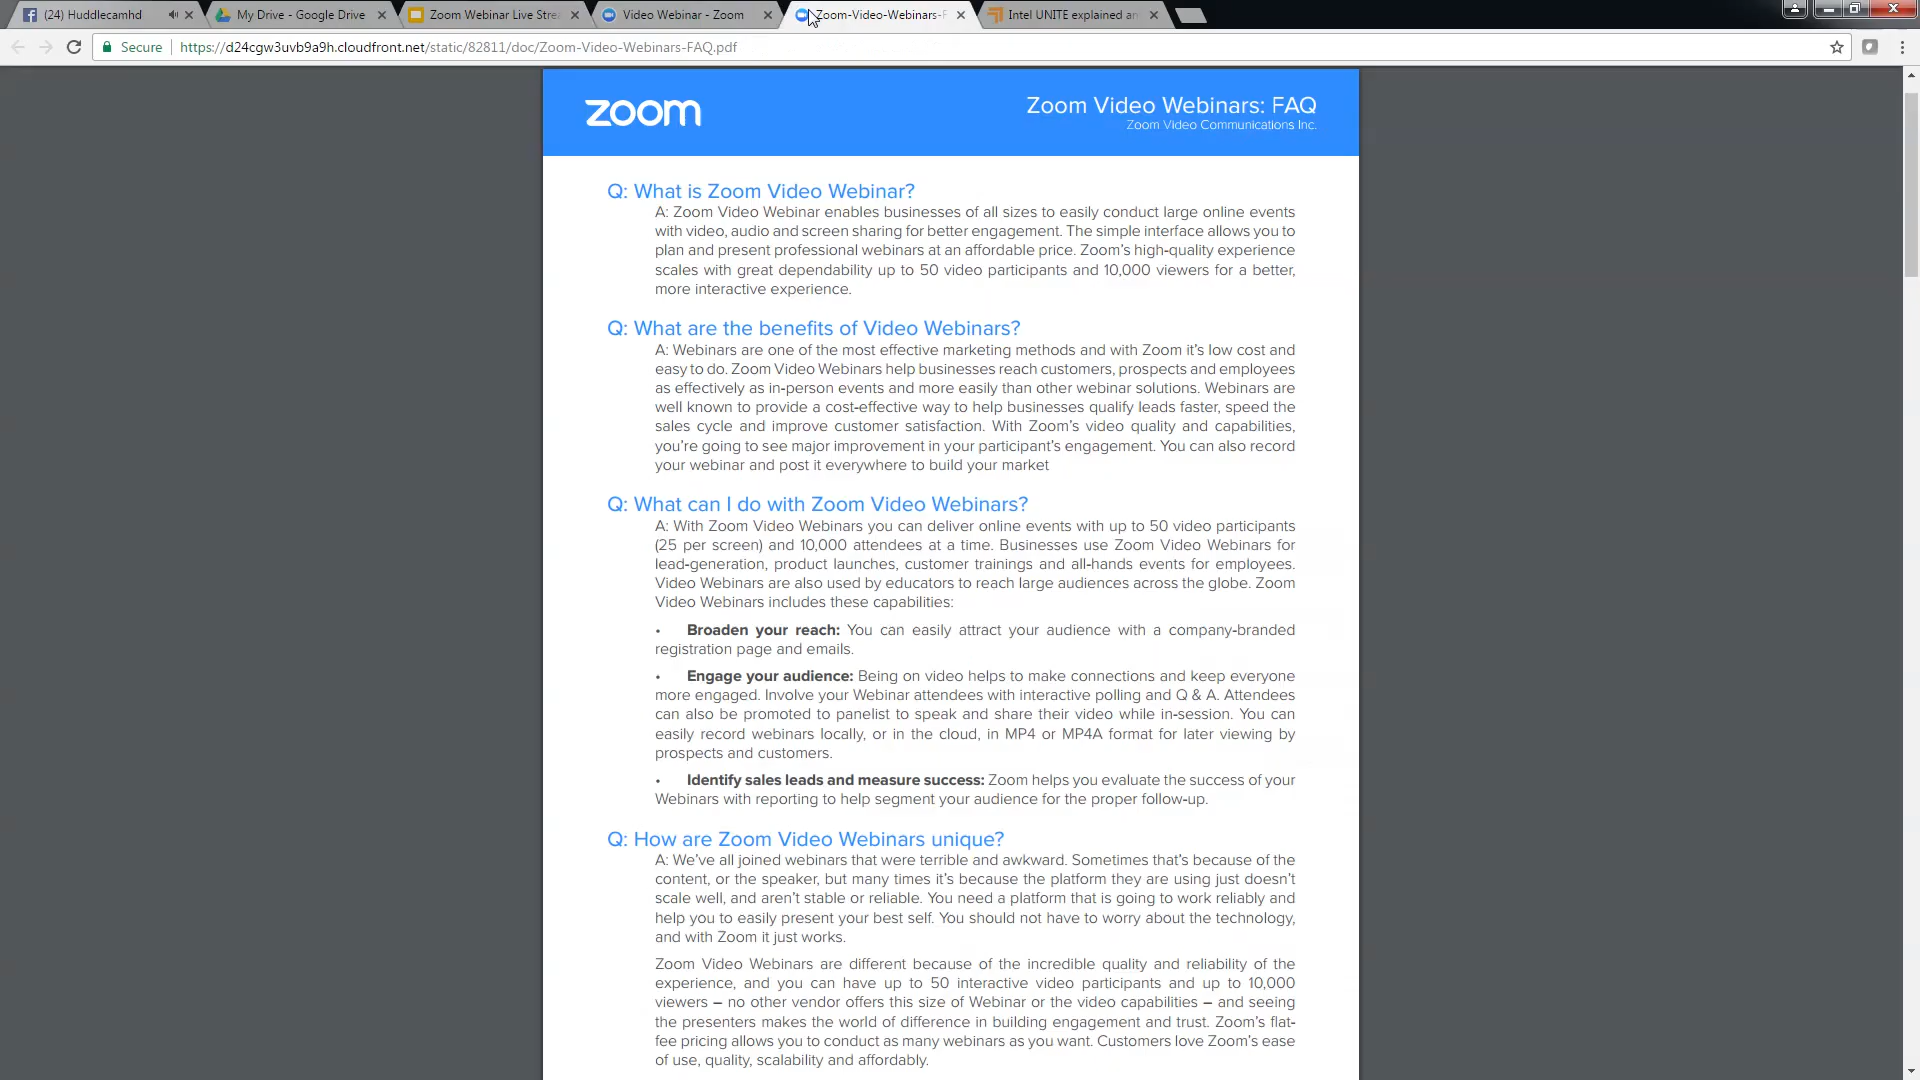 (24) Huddlecamhd
My Drive - Google Drive
Zoom Webinar Live Strea
Video Webinar - Zoom
Zoom-Video-Webinars-F
Intel UNITE explained an
Secure
https://d24cgw3uvb9a9h.cloudfront.net/static/82811/doc/Zoom-Video-Webinars-FAQ.pdf
zoom
Zoom Video Webinars: FAQ
Zoom Video Communications Inc.
Q: What is Zoom Video Webinar?
A: Zoom Video Webinar enables businesses of all sizes to easily conduct large online events
with video, audio and screen sharing for better engagement. The simple interface allows you to
plan and present professional webinars at an affordable price. Zoom's high-quality experience
scales with great dependability up to 50 video participants and 10,000 viewers for a better,
more interactive experience.
Q: What are the benefits of Video Webinars?
A: Webinars are one of the most effective marketing methods and with Zoom it's low cost and
easy to do. Zoom Video Webinars help businesses reach customers, prospects and employees
as effectively as in-person events and more easily than other webinar solutions. Webinars are
well known to provide a cost-effective way to help businesses qualify leads faster, speed the
sales cycle and improve customer satisfaction. With Zoom's video quality and capabilities,
you're going to see major improvement in your participant's engagement. You can also record
your webinar and post it everywhere to build your market
Q: What can I do with Zoom Video Webinars?
A: With Zoom Video Webinars you can deliver online events with up to 50 video participants
(25 per screen) and 10,000 attendees at a time. Businesses use Zoom Video Webinars for
lead-generation, product launches, customer trainings and all-hands events for employees.
Video Webinars are also used by educators to reach large audiences across the globe. Zoom
Video Webinars includes these capabilities:
• Broaden your reach: You can easily attract your audience with a company-branded
registration page and emails.
• Engage your audience: Being on video helps to make connections and keep everyone
more engaged. Involve your Webinar attendees with interactive polling and Q & A. Attendees
can also be promoted to panelist to speak and share their video while in-session. You can
easily record webinars locally, or in the cloud, in MP4 or MP4A format for later viewing by
prospects and customers.
• Identify sales leads and measure success: Zoom helps you evaluate the success of your
Webinars with reporting to help segment your audience for the proper follow-up.
Q: How are Zoom Video Webinars unique?
A: We've all joined webinars that were terrible and awkward. Sometimes that's because of the
content, or the speaker, but many times it's because the platform they are using just doesn't
scale well, and aren't stable or reliable. You need a platform that is going to work reliably and
help you to easily present your best self. You should not have to worry about the technology,
and with Zoom it just works.
Zoom Video Webinars are different because of the incredible quality and reliability of the
experience, and you can have up to 50 interactive video participants and up to 10,000
viewers – no other vendor offers this size of Webinar or the video capabilities – and seeing
the presenters makes the world of difference in building engagement and trust. Zoom's flat-
fee pricing allows you to conduct as many webinars as you want. Customers love Zoom's ease
of use, quality, scalability and affordably.